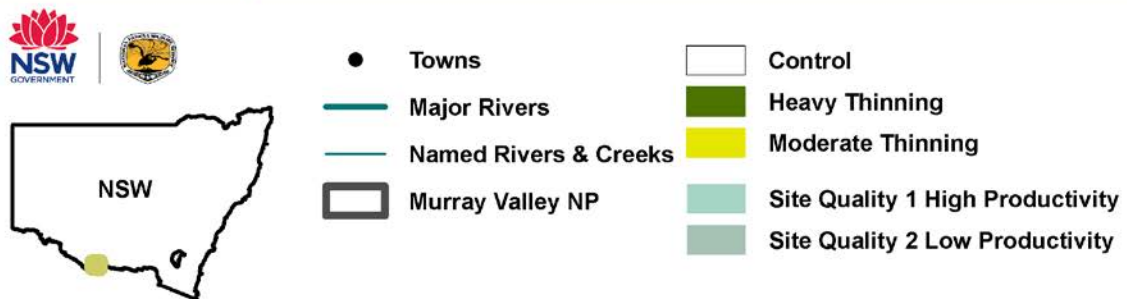 NSW
GOVERNMENT
NSW
Towns
Major Rivers
Named Rivers & Creeks
Murray Valley NP
Control
Heavy Thinning
Moderate Thinning
Site Quality 1 High Productivity
Site Quality 2 Low Productivity